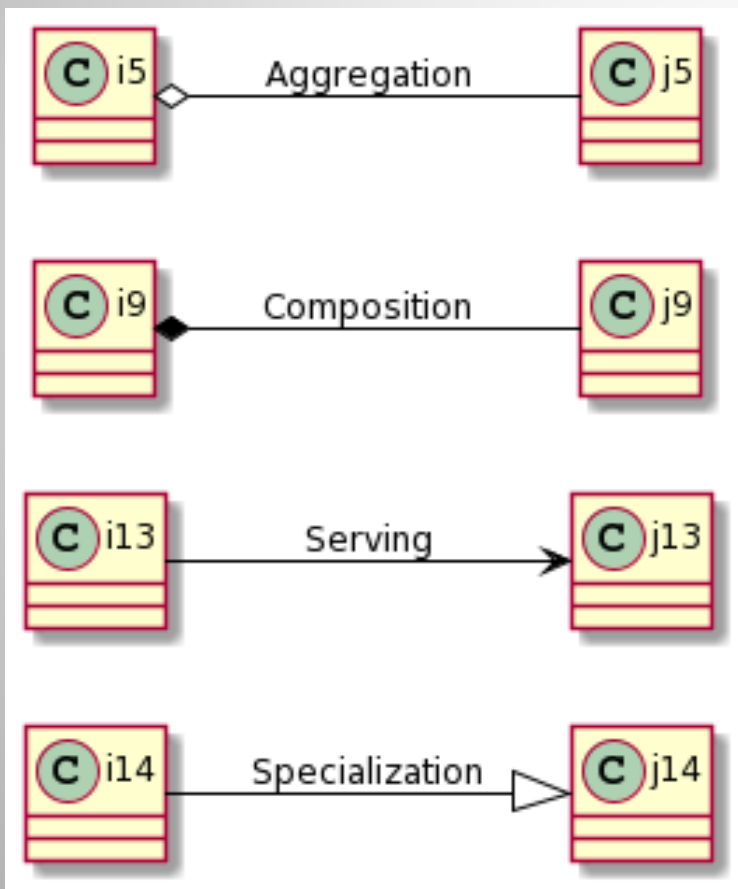 C i5 Aggregation C j5
C i9 Composition C j9
C i13 Serving C j13
C i14 Specialization C j14